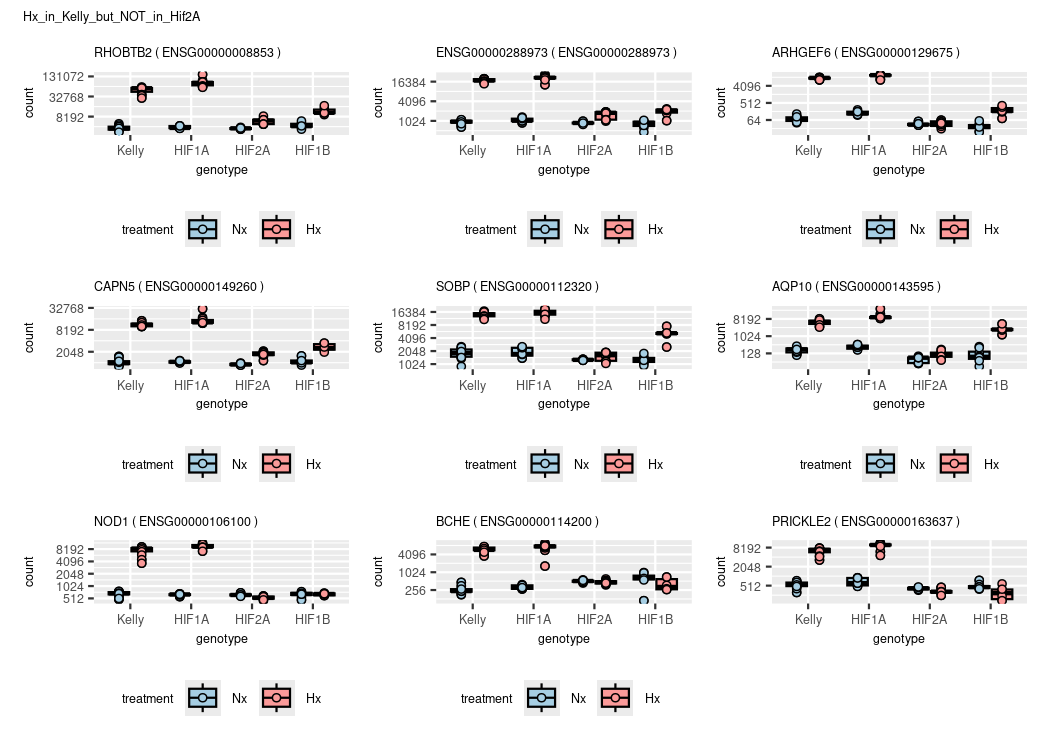 Hx_in_Kelly_but_NOT_in_Hif2A
RHOBTB2 ( ENSG00000008853 )
131072
32768
8192
count
Kelly HIF1A HIF2A HIF1B
genotype
treatment Nx Hx
ENSG00000288973 ( ENSG00000288973 )
16384
4096
1024
count
Kelly HIF1A HIF2A HIF1B
genotype
treatment Nx Hx
ARHGEF6 ( ENSG00000129675 )
4096
512
64
count
Kelly HIF1A HIF2A HIF1B
genotype
treatment Nx Hx
CAPN5 ( ENSG00000149260 )
32768
8192
2048
count
Kelly HIF1A HIF2A HIF1B
genotype
treatment Nx Hx
SOBP ( ENSG00000112320 )
16384
8192
4096
2048
1024
count
Kelly HIF1A HIF2A HIF1B
genotype
treatment Nx Hx
AQP10 ( ENSG00000143595 )
8192
1024
128
count
Kelly HIF1A HIF2A HIF1B
genotype
treatment Nx Hx
NOD1 ( ENSG00000106100 )
8192
4096
2048
1024
512
count
Kelly HIF1A HIF2A HIF1B
genotype
treatment Nx Hx
BCHE ( ENSG00000114200 )
4096
1024
256
count
Kelly HIF1A HIF2A HIF1B
genotype
treatment Nx Hx
PRICKLE2 ( ENSG00000163637 )
8192
2048
512
count
Kelly HIF1A HIF2A HIF1B
genotype